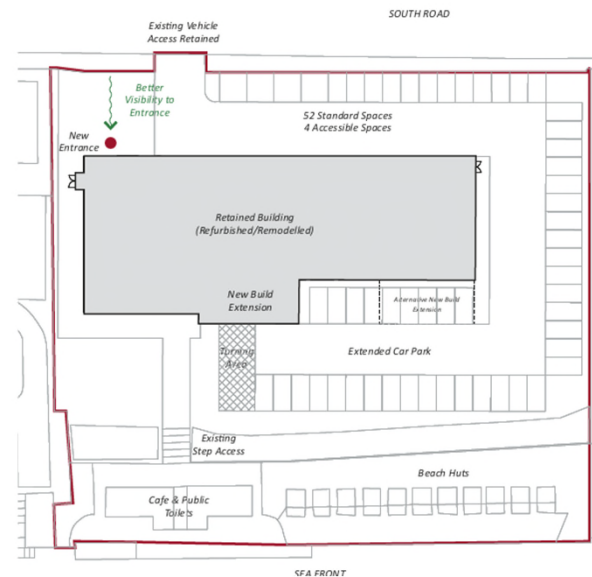 SOUTH ROAD
Existing Vehicle
Access Retained
Better
Visibility to
Entrance
52 Standard Spaces
4 Accessible Spaces
New
Entrance
Retained Building
(Refurbished/Remodelled)
New Build
Extension
Alternative New Build
Extension
Turning
Area
Extended Car Park
Existing
Step Access
Beach Huts
Cafe & Public
Toilets
SEA FRONT